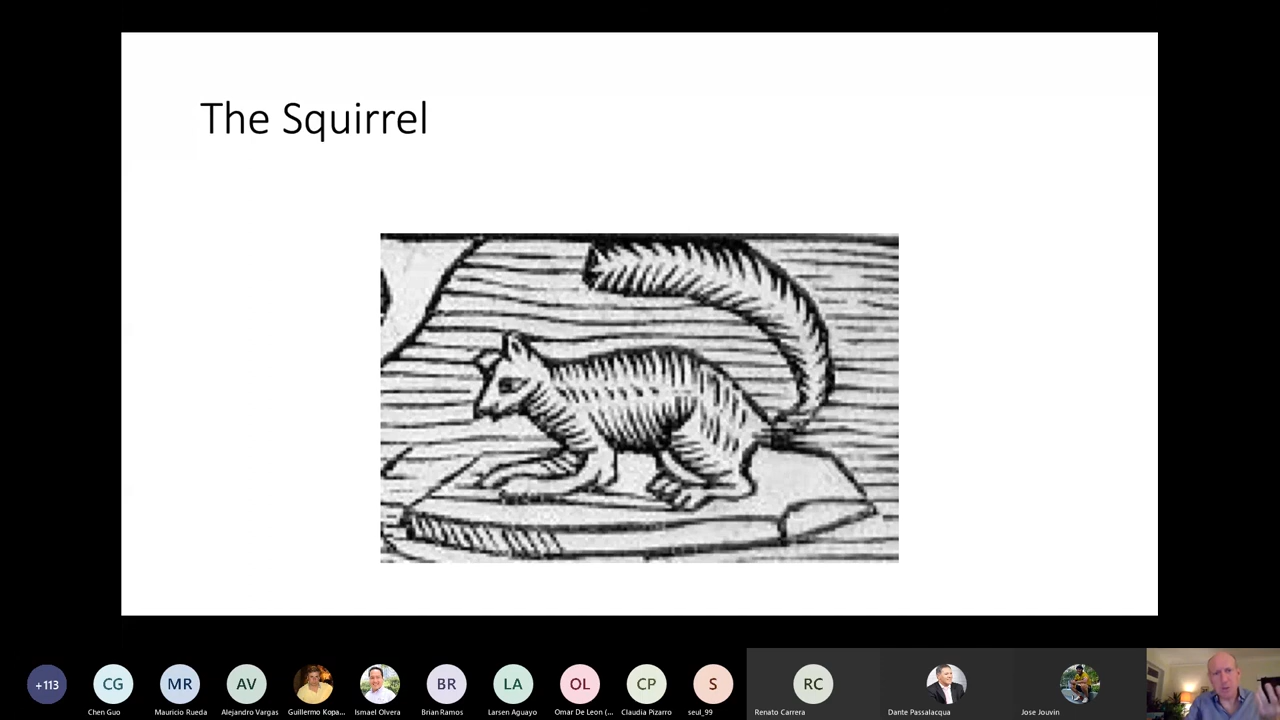 The Squirrel
+113
CG
MR
AV
BR
LA
OL
CP
S
RC
Chen Guo
Mauricio Rueda
Alejandro Vargas
Guillermo Kopa...
Ismael Olvera
Brian Ramos
Larsen Aguayo
Omar De Leon (...
Claudia Pizarro
seul_99
Renato Carrera
Dante Passalacqua
Jose Jouvin